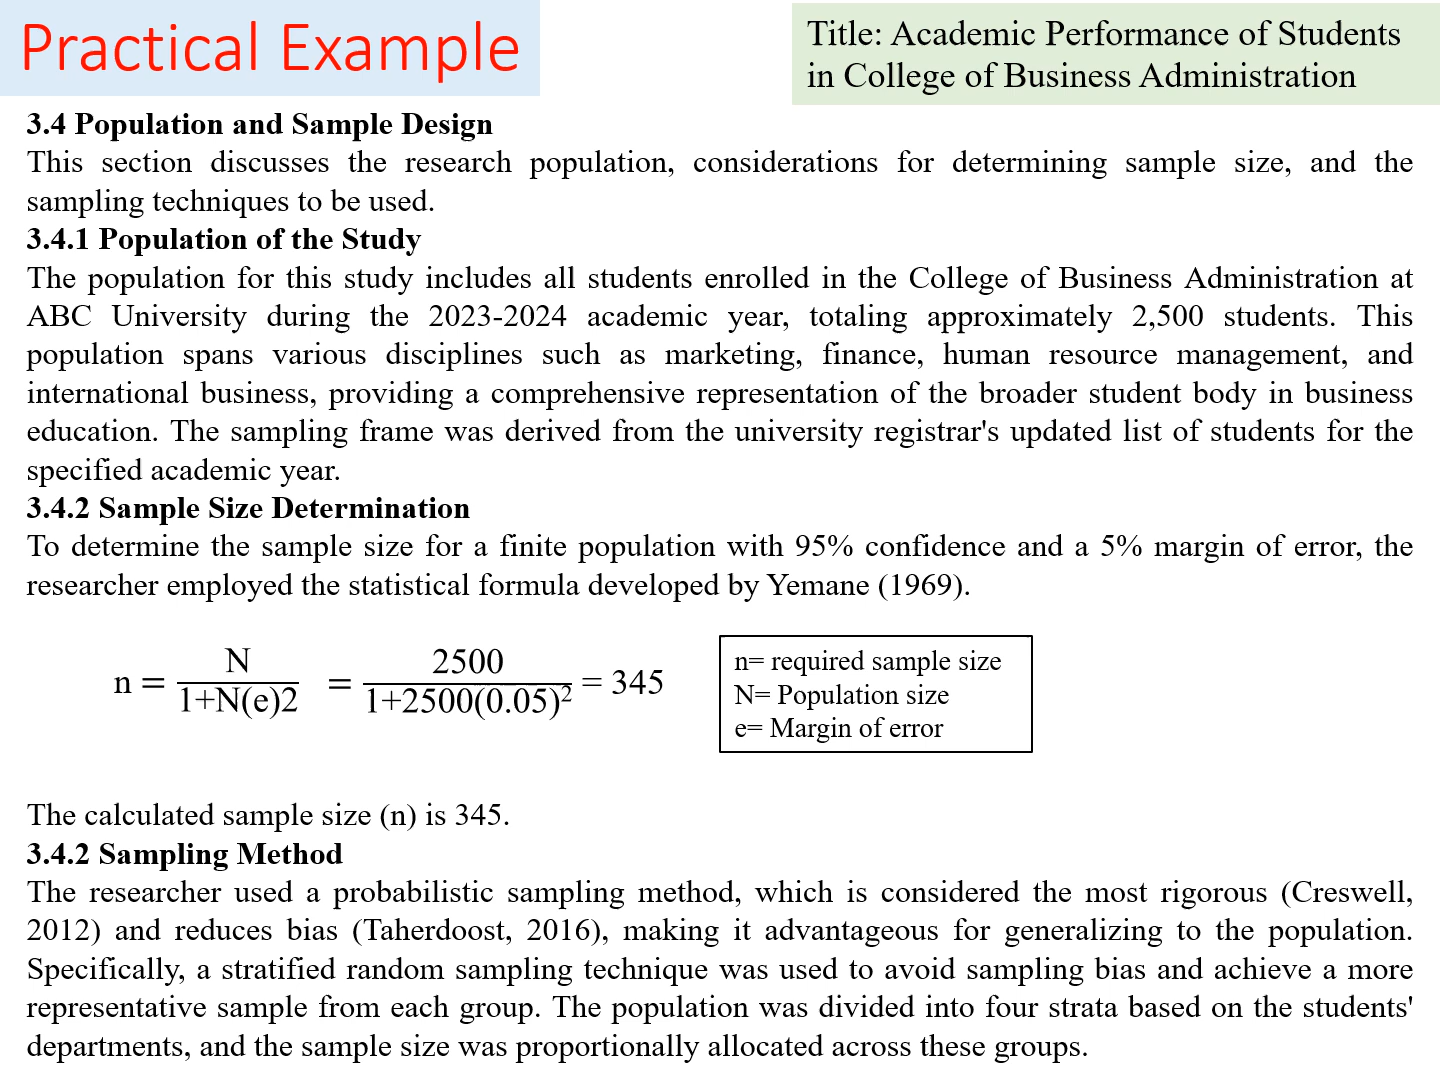 Practical Example
Title: Academic Performance of Students
in College of Business Administration
3.4 Population and Sample Design
This section discusses the research population, considerations for determining sample size, and the
sampling techniques to be used.
3.4.1 Population of the Study
The population for this study includes all students enrolled in the College of Business Administration at
ABC University during the 2023-2024 academic year, totaling approximately 2,500 students. This
population spans various disciplines such as marketing, finance, human resource management, and
international business, providing a comprehensive representation of the broader student body in business
education. The sampling frame was derived from the university registrar's updated list of students for the
specified academic year.
3.4.2 Sample Size Determination
To determine the sample size for a finite population with 95% confidence and a 5% margin of error, the
researcher employed the statistical formula developed by Yemane (1969).
N 2500
n = = = 345
1+N(e)2 1+2500(0.05)²
n= required sample size
N= Population size
e= Margin of error
The calculated sample size (n) is 345.
3.4.2 Sampling Method
The researcher used a probabilistic sampling method, which is considered the most rigorous (Creswell,
2012) and reduces bias (Taherdoost, 2016), making it advantageous for generalizing to the population.
Specifically, a stratified random sampling technique was used to avoid sampling bias and achieve a more
representative sample from each group. The population was divided into four strata based on the students'
departments, and the sample size was proportionally allocated across these groups.